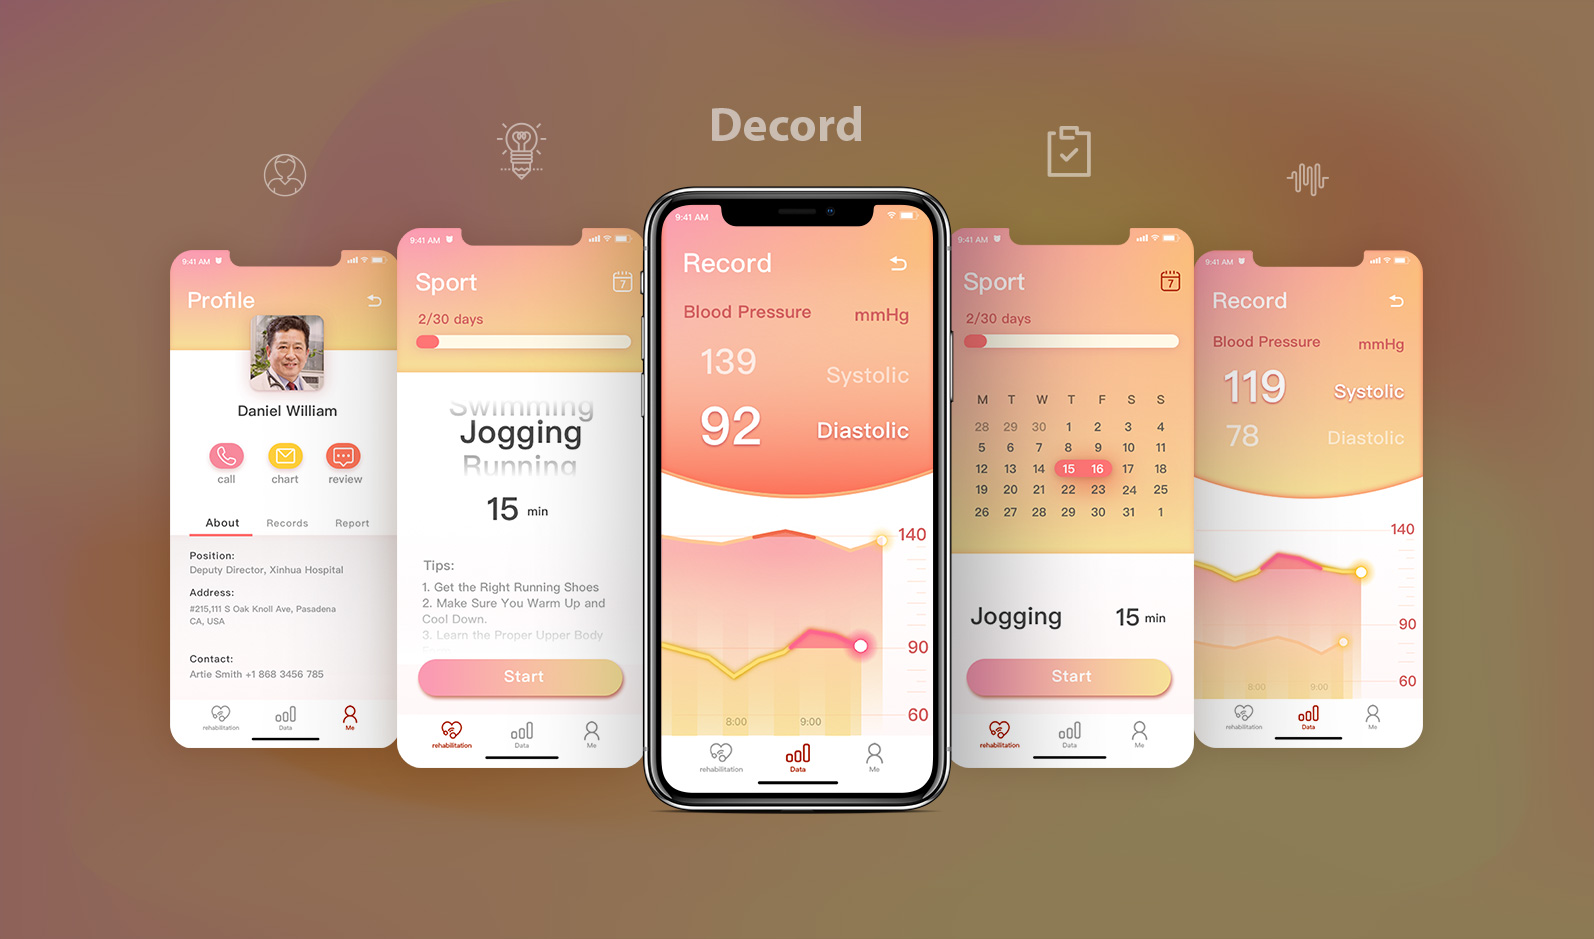 Decord
9:41 AM
Profile
Daniel William
call chart review
About Records Report
Position:
Deputy Director, Xinhua Hospital
Address:
#215,111 S Oak Knoll Ave, Pasadena
CA, USA
Contact:
Artie Smith +1 868 3456 785
rehabilitation Data Me
9:41 AM
Sport
7
2/30 days
Swimming
Jogging
Running
15 min
Tips:
1. Get the Right Running Shoes
2. Make Sure You Warm Up and
Cool Down.
3. Learn the Proper Upper Body
Start
rehabilitation Data Me
9:41 AM
Record
Blood Pressure mmHg
139 Systolic
92 Diastolic
140
90
8:00 9:00 60
rehabilitation Data Me
9:41 AM
Sport
7
2/30 days
M T W T F S S
28 29 30 1 2 3 4
5 6 7 8 9 10 11
12 13 14 15 16 17 18
19 20 21 22 23 24 25
26 27 28 29 30 31 1
Jogging 15 min
Start
rehabilitation Data Me
9:41 AM
Record
Blood Pressure mmHg
119 Systolic
78 Diastolic
140
90
60
8:00 9:00
rehabilitation Data Me